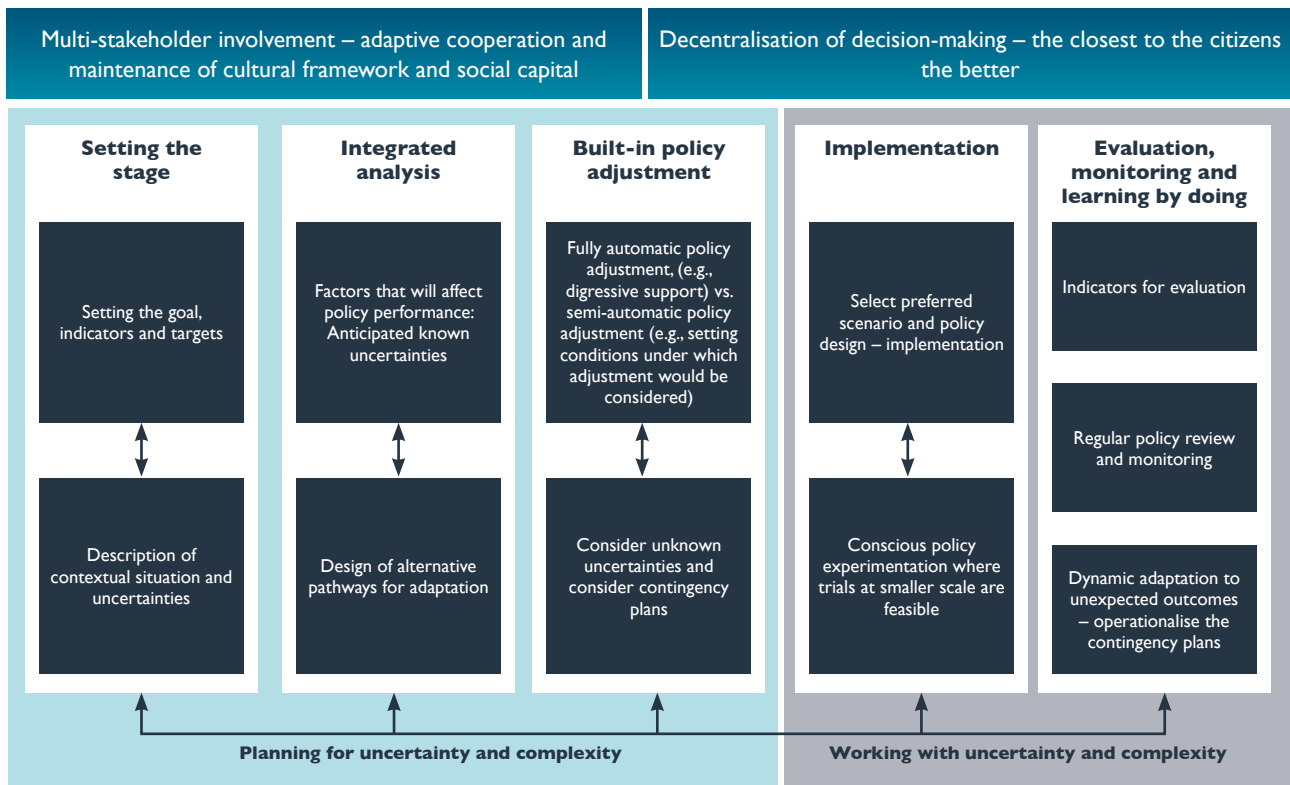 Multi-stakeholder involvement – adaptive cooperation and
maintenance of cultural framework and social capital
Decentralisation of decision-making – the closest to the citizens
the better
Setting the
stage
Setting the goal,
indicators and targets
Description of
contextual situation and
uncertainties
Integrated
analysis
Factors that will affect
policy performance:
Anticipated known
uncertainties
Design of alternative
pathways for adaptation
Built-in policy
adjustment
Fully automatic policy
adjustment, (e.g.,
digressive support) vs.
semi-automatic policy
adjustment (e.g., setting
conditions under which
adjustment would be
considered)
Consider unknown
uncertainties and
consider contingency
plans
Implementation
Select preferred
scenario and policy
design – implementation
Conscious policy
experimentation where
trials at smaller scale are
feasible
Evaluation,
monitoring and
learning by doing
Indicators for evaluation
Regular policy review
and monitoring
Dynamic adaptation to
unexpected outcomes
– operationalise the
contingency plans
Planning for uncertainty and complexity
Working with uncertainty and complexity